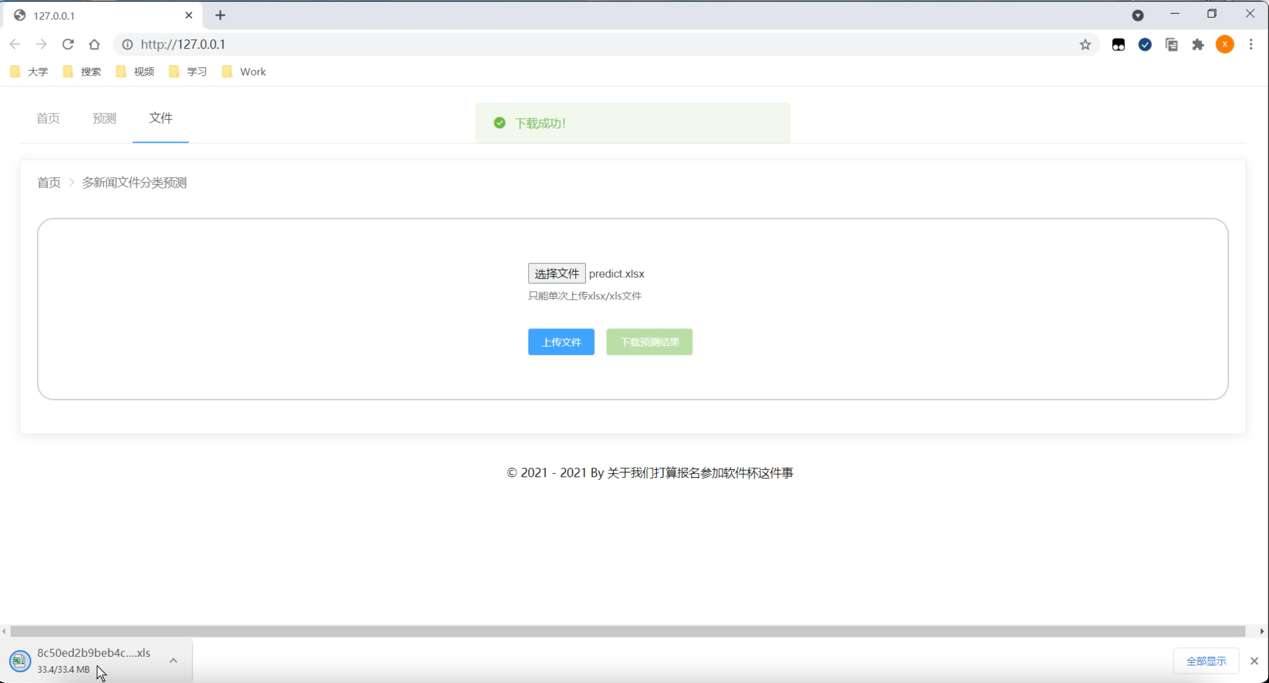 127.0.0.1
http://127.0.0.1
大学 搜索 视频 学习 Work
首页 预测 文件
下载成功!
首页 > 多新闻文件分类预测
选择文件 predict.xlsx
只能单次上传xlsx/xls文件
上传文件 下载预测结果
© 2021 - 2021 By 关于我们打算报名参加软件杯这件事
8c50ed2b9beb4c....xls
33.4/33.4 MB
全部显示